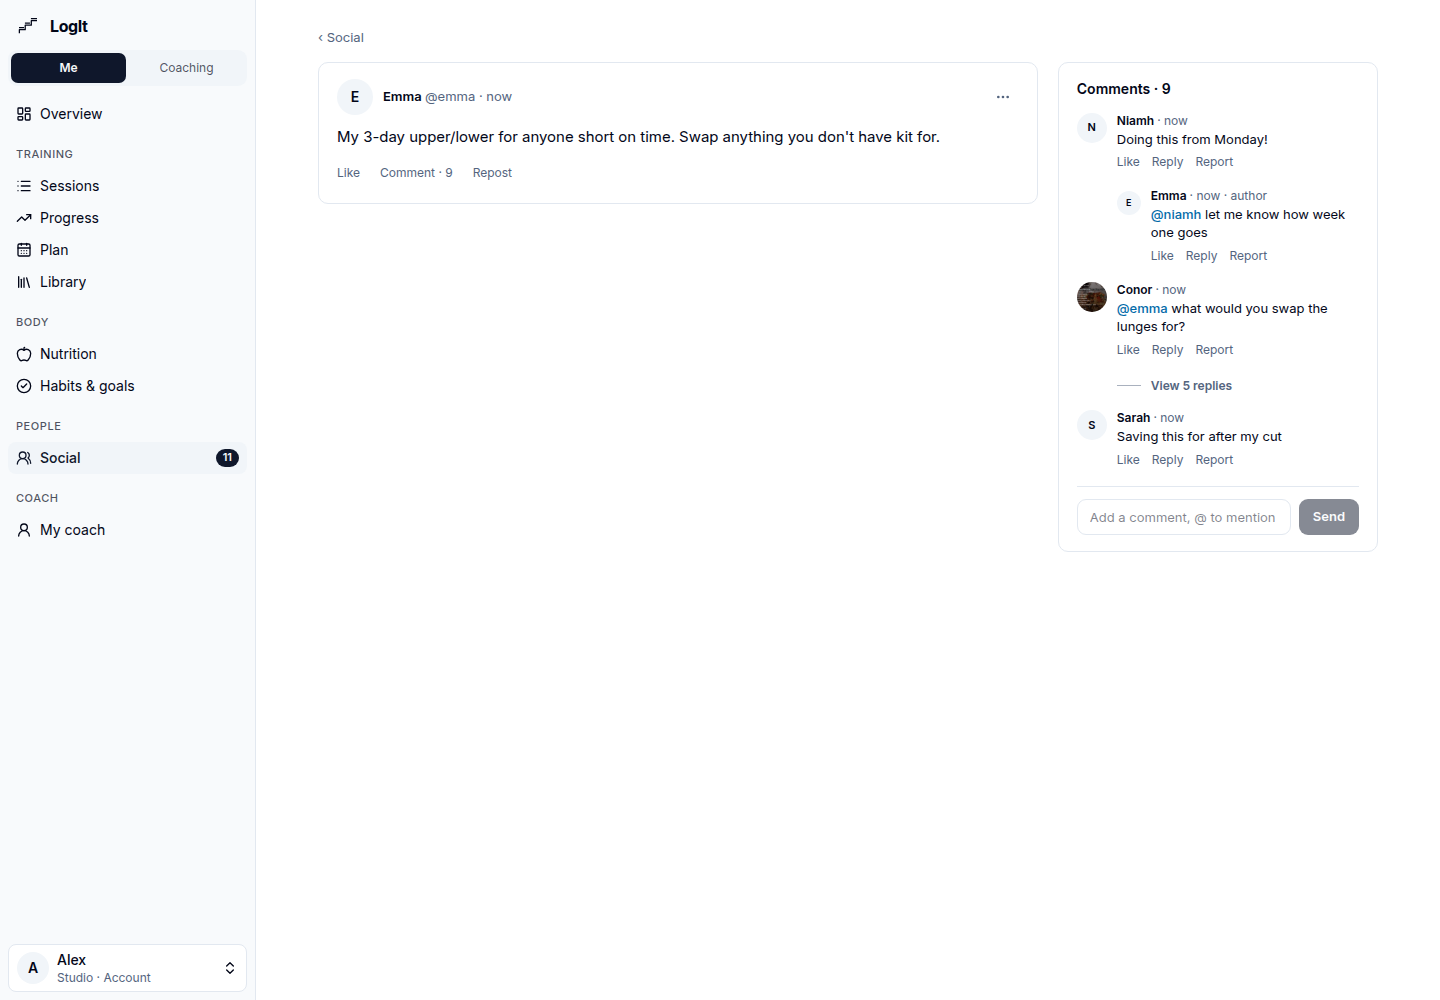 LogIt
Me
Coaching
Overview
TRAINING
Sessions
Progress
Plan
Library
BODY
Nutrition
Habits & goals
PEOPLE
Social
11
COACH
My coach
A
Alex
Studio · Account
‹ Social
E
Emma @emma · now
···
My 3-day upper/lower for anyone short on time. Swap anything you don't have kit for.
Like
Comment · 9
Repost
Comments · 9
N
Niamh · now
Doing this from Monday!
Like Reply Report
E
Emma · now · author
@niamh let me know how week
one goes
Like Reply Report
Conor · now
@emma what would you swap the
lunges for?
Like Reply Report
View 5 replies
S
Sarah · now
Saving this for after my cut
Like Reply Report
Add a comment, @ to mention
Send